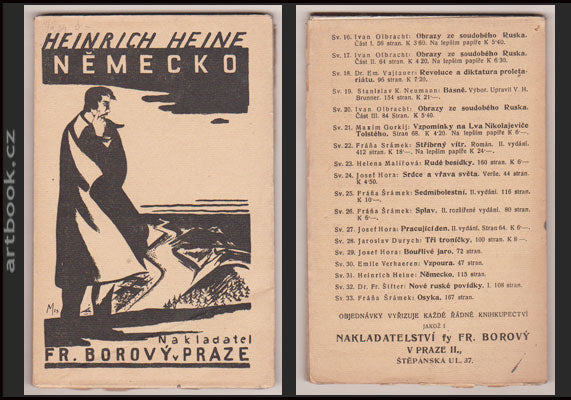 HEINRICH HEINE
NĚMECKO
Nakladatel
FR. BOROVÝ v PRAZE
Sv. 16. Ivan Olbracht: Obrazy ze soudobého Ruska.
Část I. 56 stran. K 3·60. Na lepším papíře K 5·40.
Sv. 17. Ivan Olbracht: Obrazy ze soudobého Ruska.
Část II. 64 stran. K 4·20. Na lepším papíře K 6·30.
Sv. 18. Dr. Em. Vajtauer: Revoluce a diktatura proleta-
riátu. 96 stran. K 7·20.
Sv. 19. Stanislav K. Neumann: Básně. Výbor. Upravil V. H.
Brunner. 154 stran. K 21·—.
Sv. 20. Ivan Olbracht: Obrazy ze soudobého Ruska.
Část III. 84 stran. K 5·40.
Sv. 21. Maxim Gorkij: Vzpomínky na Lva Nikolajeviče
Tolstého. Stran 68. K 4·20. Na lepším papíře K 6·—.
Sv. 22. Fráňa Šrámek: Stříbrný vítr. Román. II. vydání.
412 stran. K 18·—. Na lepším papíře K 24·—.
Sv. 23. Helena Malířová: Rudé besídky. 160 stran. K 6·—.
Sv. 24. Josef Hora: Srdce a vřava světa. Verše. 44 stran.
K 4·50.
Sv. 25. Fráňa Šrámek: Sedmibolestní. II. vydání. 116 stran.
K 10·—.
Sv. 26. Fráňa Šrámek: Splav. II. rozšířené vydání. 80 stran.
K 6·—.
Sv. 27. Josef Hora: Pracující den. II. vydání. Stran 64. K 6·—.
Sv. 28. Jaroslav Durych: Tři troníčky. 100 stran. K 8·—.
Sv. 29. Josef Hora: Bouřlivé jaro. 72 stran.
Sv. 30. Emile Verhaeren: Vzpoura. 47 stran.
Sv. 31. Heinrich Heine: Německo. 115 stran.
Sv. 32. Dr. Fr. Šifter: Nové ruské povídky. I. 108 stran.
Sv. 33. Fráňa Šrámek: Osyka. 167 stran.
OBJEDNÁVKY VYŘIZUJE KAŽDÉ ŘÁDNÉ KNIHKUPECTVÍ
JAKOŽ I
NAKLADATELSTVÍ fy FR. BOROVÝ
V PRAZE II.,
ŠTĚPÁNSKÁ UL. 37.
artbook.cz